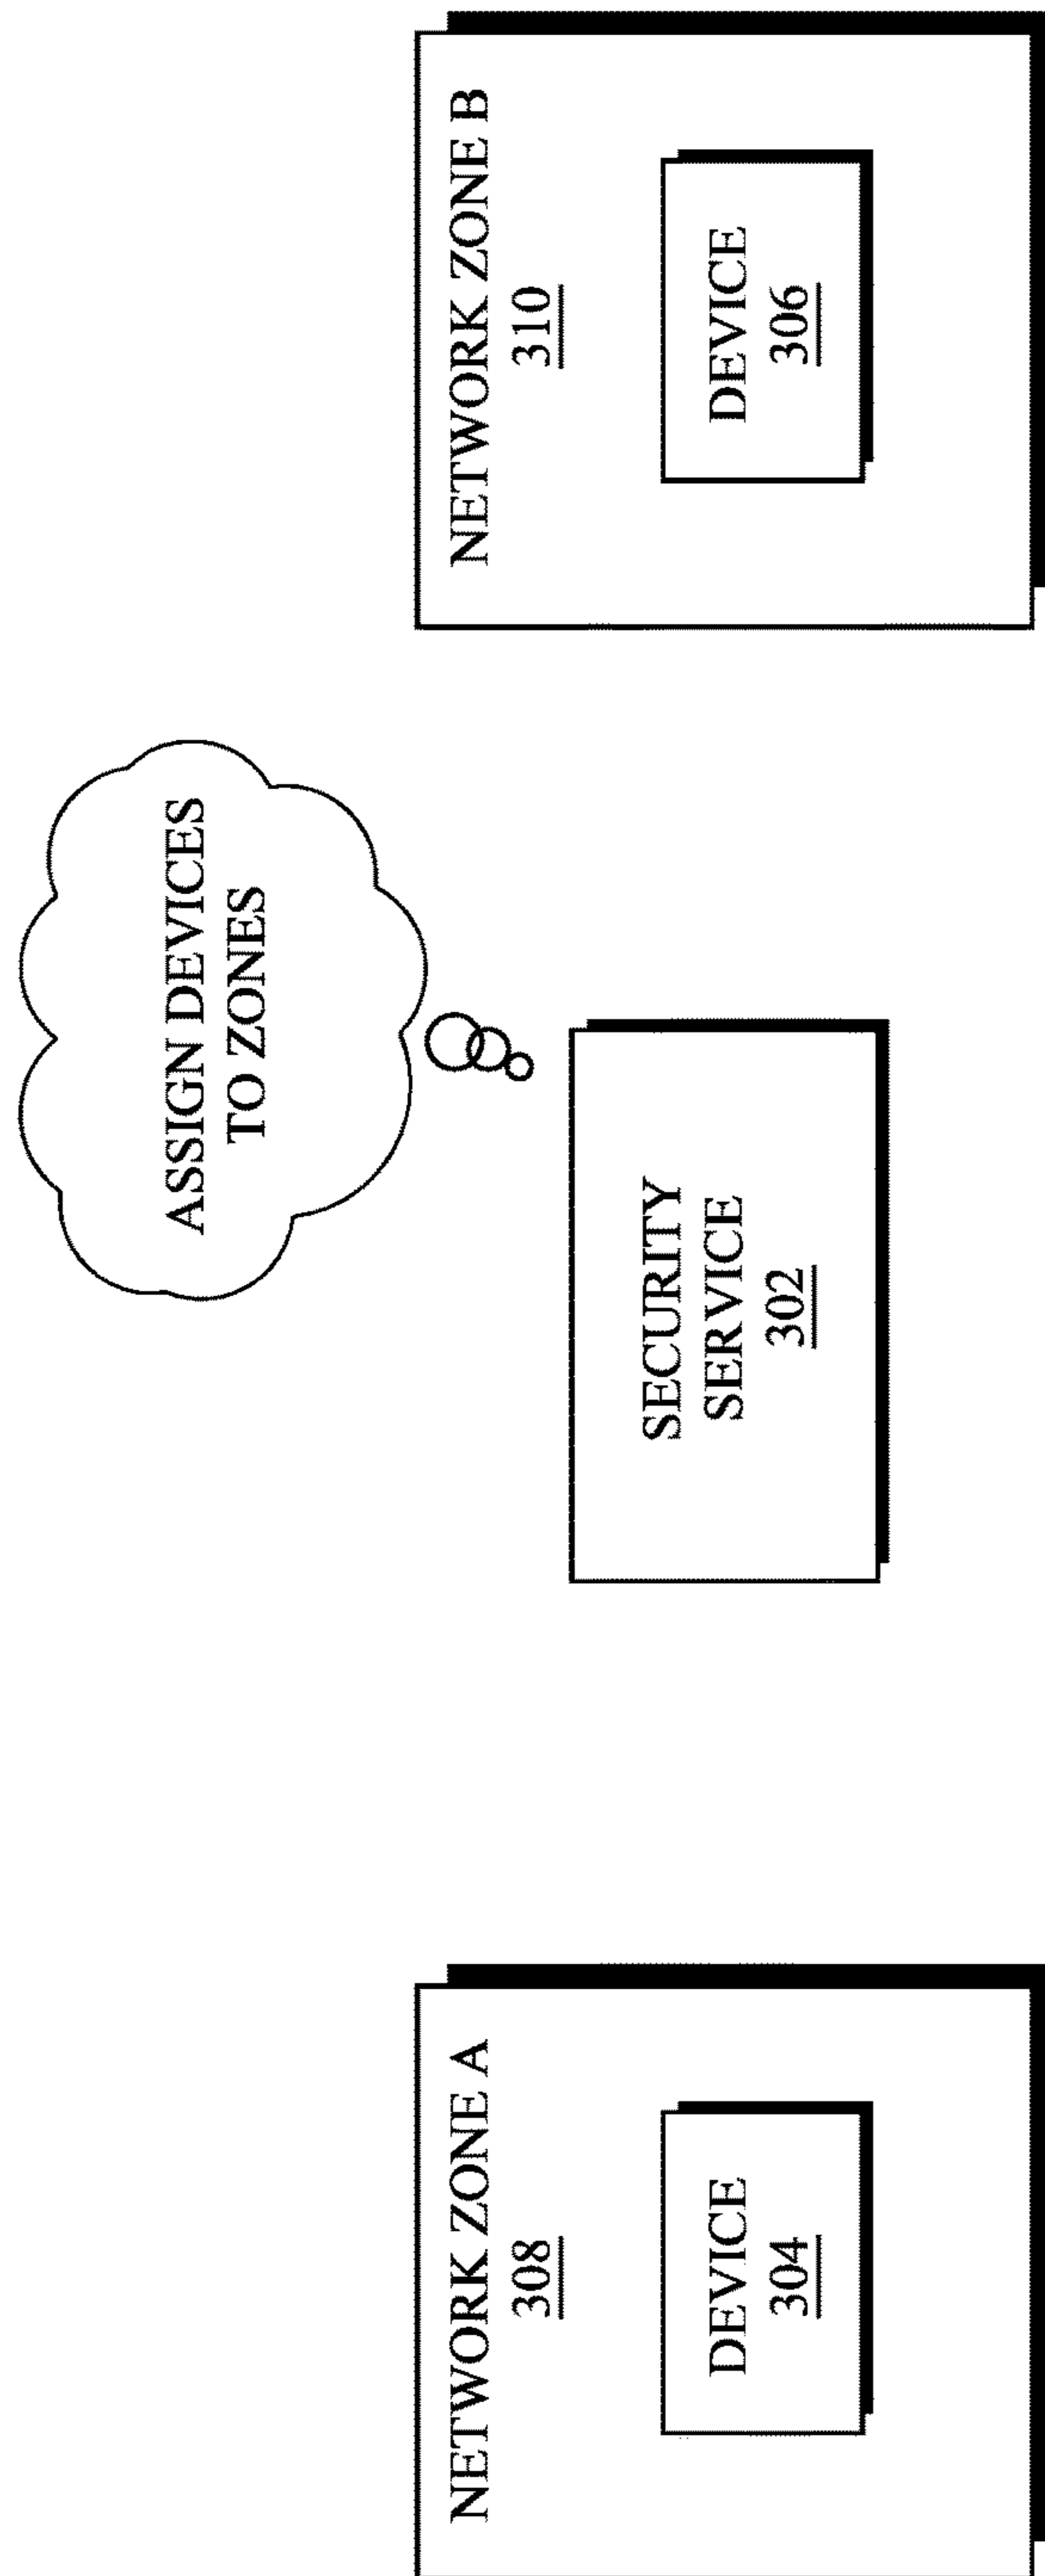 ASSIGN DEVICES
TO ZONES
NETWORK ZONE A
308
DEVICE
304
SECURITY
SERVICE
302
NETWORK ZONE B
310
DEVICE
306